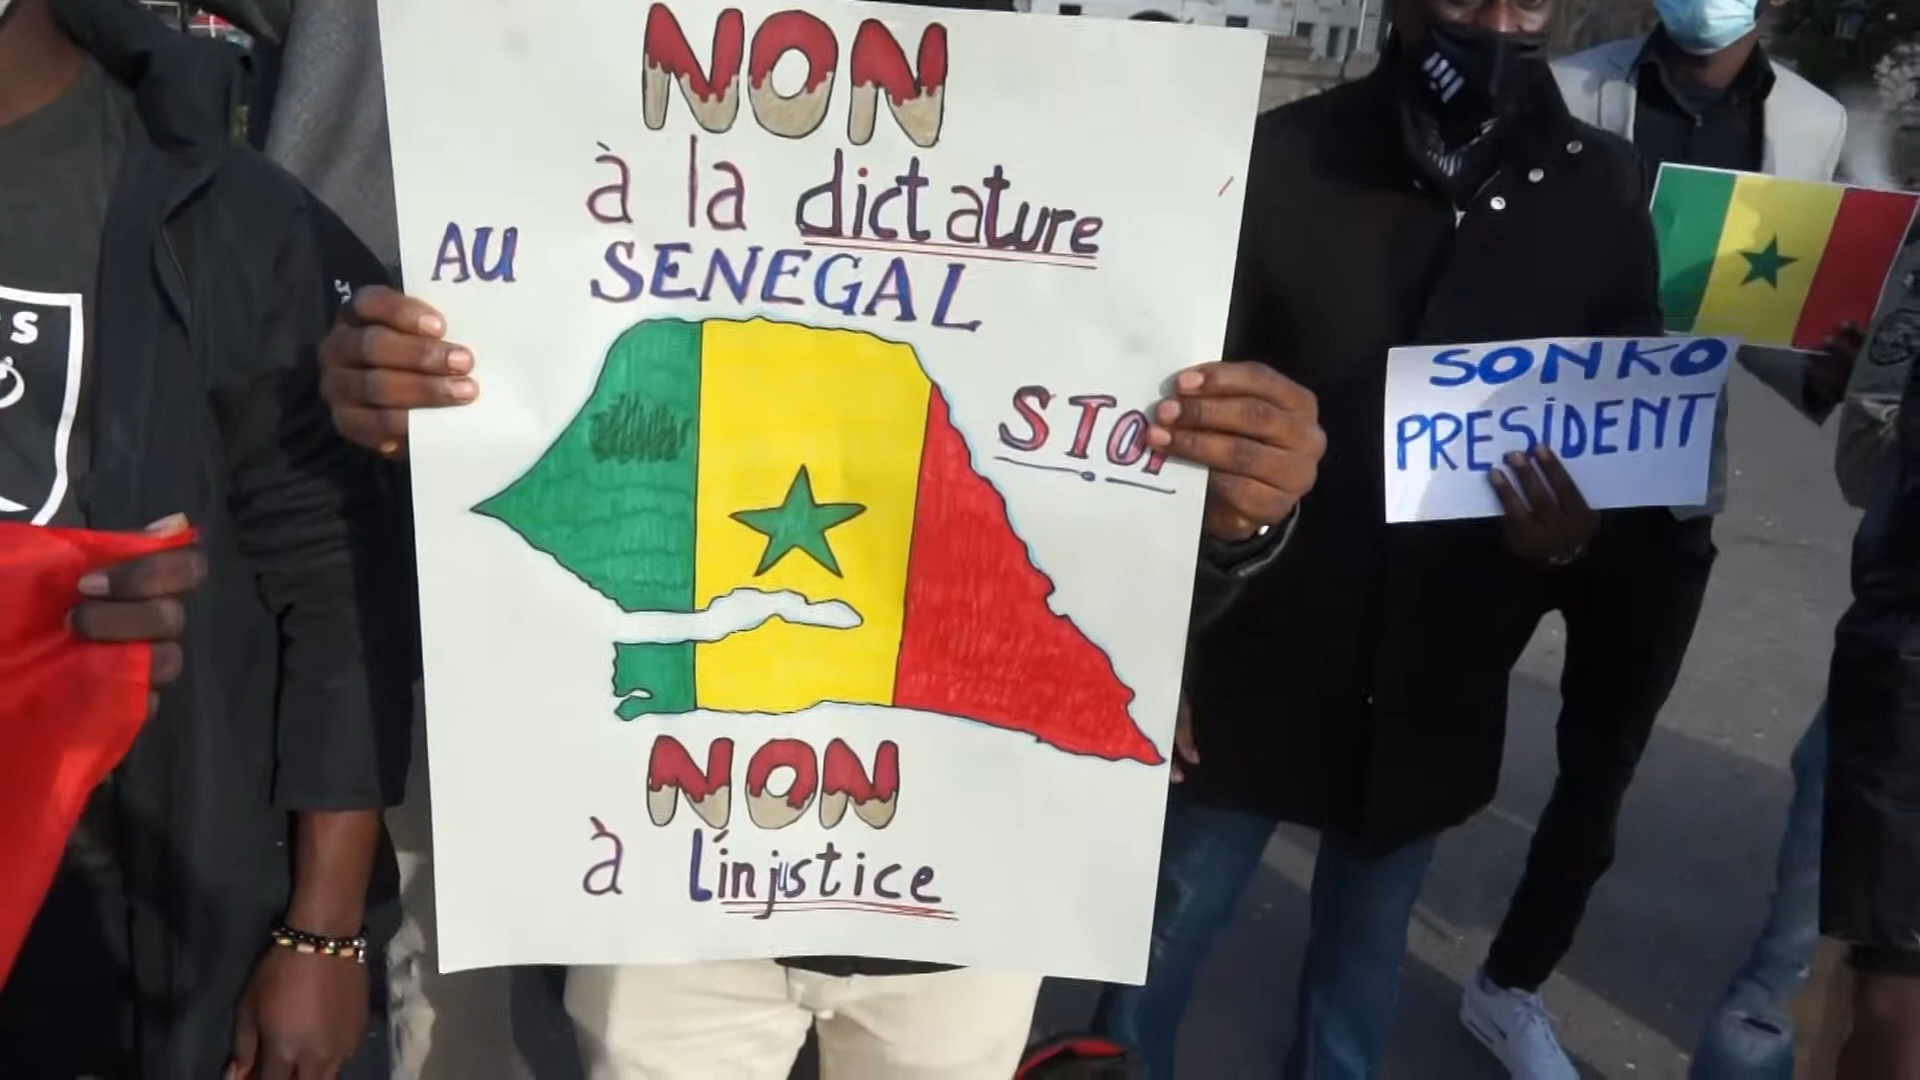 NON
à la dictature
AU SENEGAL
STOP
NON
à l'injustice
SONKO
PRESIDENT
S